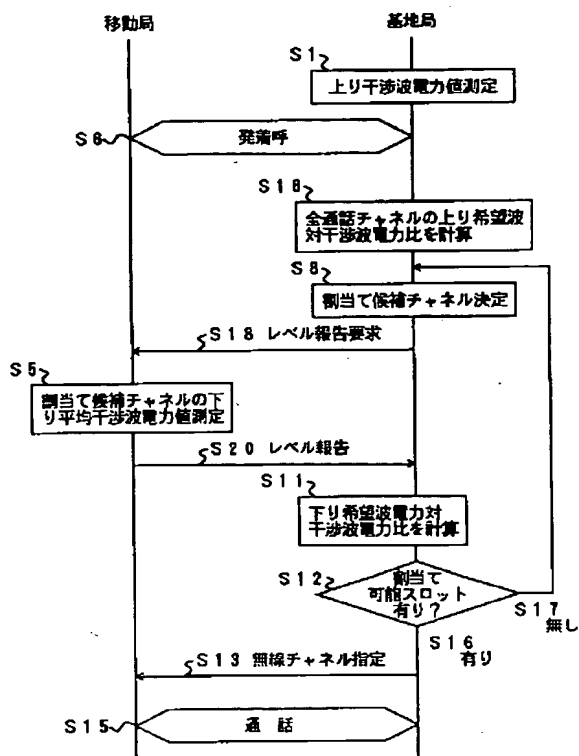 移動局
基地局
S1
上り干渉波電力値測定
S6
発着呼
S18
全通話チャネルの上り希望波
対干渉波電力比を計算
S8
割当て候補チャネル決定
S18 レベル報告要求
S5
割当て候補チャネルの下
り平均干渉波電力値測定
S20 レベル報告
S11
下り希望波電力対
干渉波電力比を計算
S12
割当て
可能スロット
有り?
S17
無し
S16
有り
S13 無線チャネル指定
S15
通 話